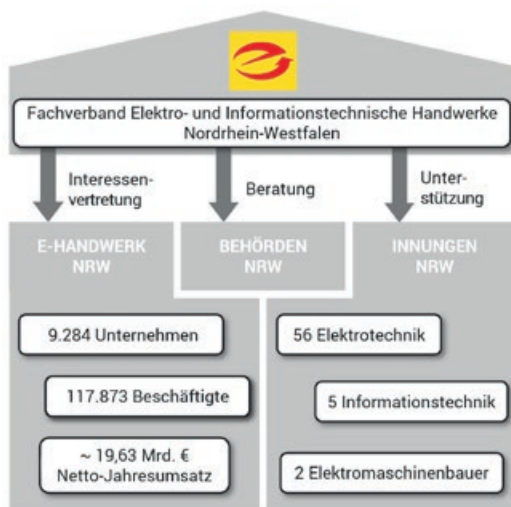 Fachverband Elektro- und Informationstechnische Handwerke
Nordrhein-Westfalen
Interessen-
vertretung
Beratung
Unter-
stützung
E-HANDWERK
NRW
BEHÖRDEN
NRW
INNUNGEN
NRW
9.284 Unternehmen
117.873 Beschäftigte
~ 19,63 Mrd. €
Netto-Jahresumsatz
56 Elektrotechnik
5 Informationstechnik
2 Elektromaschinenbauer